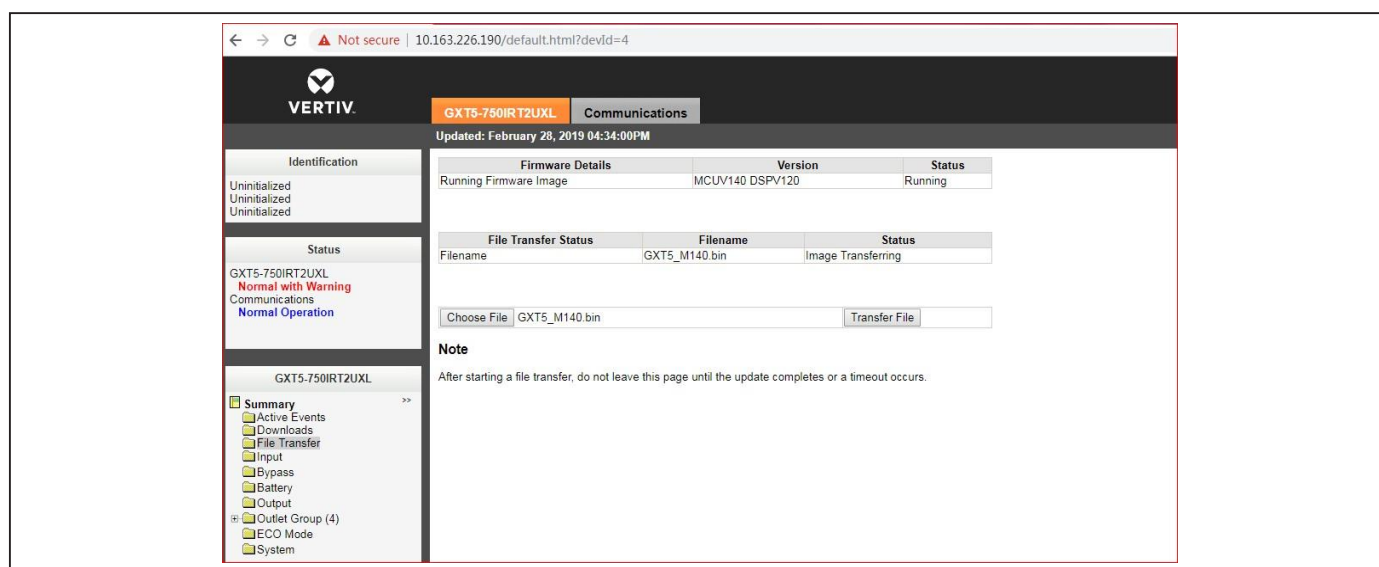 Not secure | 10.163.226.190/default.html?devId=4
VERTIV.
GXT5-750IRT2UXL Communications
Updated: February 28, 2019 04:34:00PM
Identification
Uninitialized
Uninitialized
Uninitialized
Status
GXT5-750IRT2UXL
Normal with Warning
Communications
Normal Operation
GXT5-750IRT2UXL
Summary >>
Active Events
Downloads
File Transfer
Input
Bypass
Battery
Output
Outlet Group (4)
ECO Mode
System
Firmware Details Version Status
Running Firmware Image MCUV140 DSPV120 Running
File Transfer Status Filename Status
Filename GXT5_M140.bin Image Transferring
Choose File GXT5_M140.bin Transfer File
Note
After starting a file transfer, do not leave this page until the update completes or a timeout occurs.